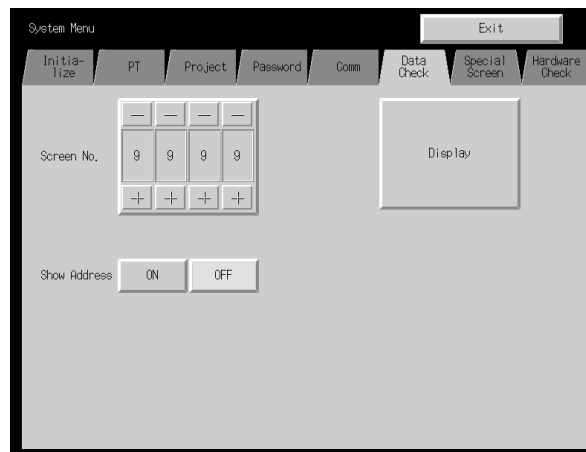 System Menu
Exit
Initia-
lize
PT
Project
Password
Comm
Data
Check
Special
Screen
Hardware
Check
— — — —
Screen No. 9 9 9 9
+ + + +
Display
Show Address ON OFF